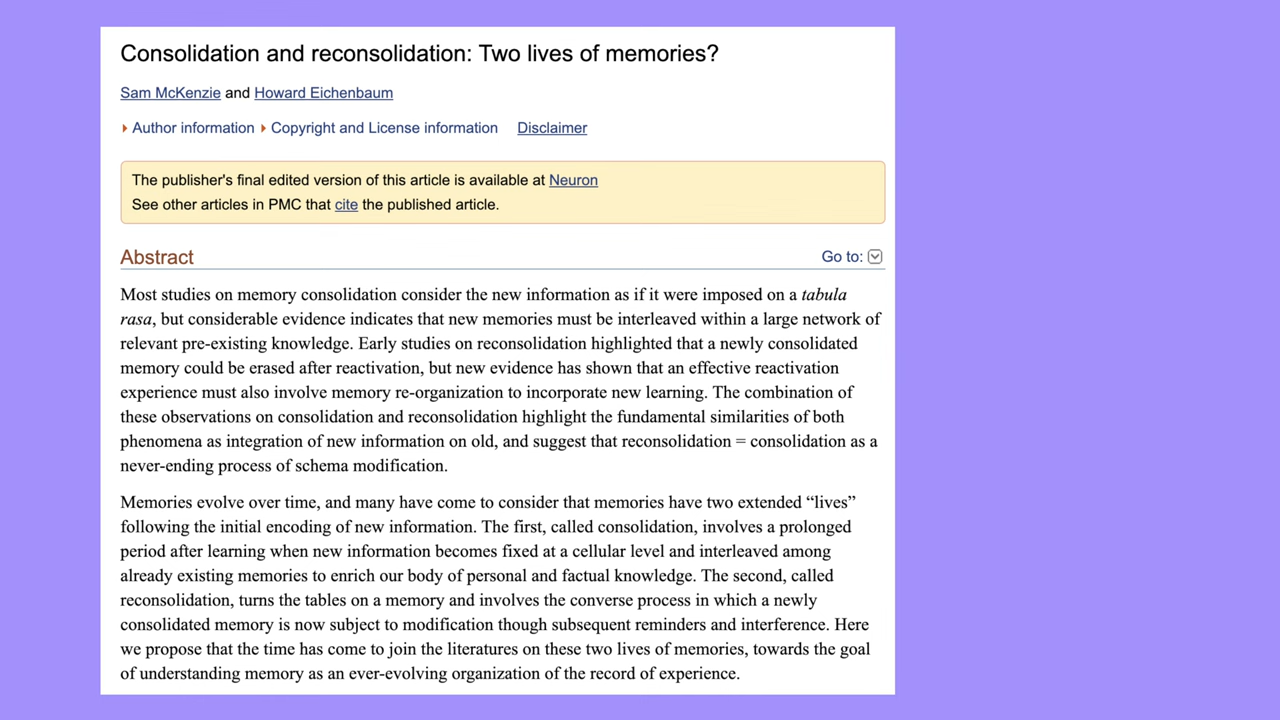 Consolidation and reconsolidation: Two lives of memories?
Sam McKenzie and Howard Eichenbaum
Author information Copyright and License information Disclaimer
The publisher's final edited version of this article is available at Neuron
See other articles in PMC that cite the published article.
Abstract
Go to:
Most studies on memory consolidation consider the new information as if it were imposed on a tabula
rasa, but considerable evidence indicates that new memories must be interleaved within a large network of
relevant pre-existing knowledge. Early studies on reconsolidation highlighted that a newly consolidated
memory could be erased after reactivation, but new evidence has shown that an effective reactivation
experience must also involve memory re-organization to incorporate new learning. The combination of
these observations on consolidation and reconsolidation highlight the fundamental similarities of both
phenomena as integration of new information on old, and suggest that reconsolidation = consolidation as a
never-ending process of schema modification.
Memories evolve over time, and many have come to consider that memories have two extended “lives”
following the initial encoding of new information. The first, called consolidation, involves a prolonged
period after learning when new information becomes fixed at a cellular level and interleaved among
already existing memories to enrich our body of personal and factual knowledge. The second, called
reconsolidation, turns the tables on a memory and involves the converse process in which a newly
consolidated memory is now subject to modification though subsequent reminders and interference. Here
we propose that the time has come to join the literatures on these two lives of memories, towards the goal
of understanding memory as an ever-evolving organization of the record of experience.